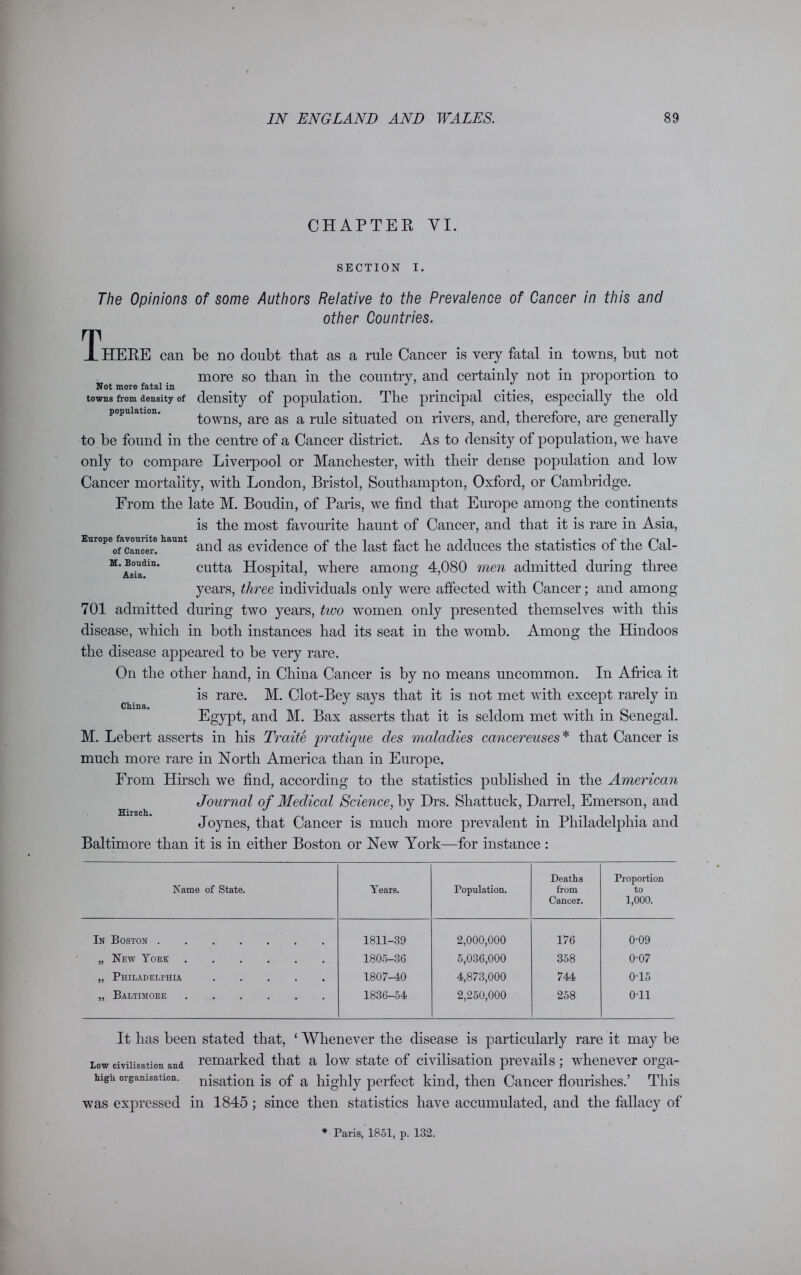 IN ENGLAND AND WALES. 89
CHAPTER VI.
SECTION I.
The Opinions of some Authors Relative to the Prevalence of Cancer in this and
other Countries.
THERE can be no doubt that as a rule Cancer is very fatal in towns, but not
more so than in the country, and certainly not in proportion to
Not more fatal in
towns from density of
population.
density of population. The principal cities, especially the old
towns, are as a rule situated on rivers, and, therefore, are generally
to be found in the centre of a Cancer district. As to density of population, we have
only to compare Liverpool or Manchester, with their dense population and low
Cancer mortality, with London, Bristol, Southampton, Oxford, or Cambridge.
From the late M. Boudin, of Paris, we find that Europe among the continents
is the most favourite haunt of Cancer, and that it is rare in Asia,
Europe favourite haunt
of Cancer.
and as evidence of the last fact he adduces the statistics of the Cal-
M. Boudin.
Asia.
cutta Hospital, where among 4,080 men admitted during three
years, three individuals only were affected with Cancer; and among
701 admitted during two years, two women only presented themselves with this
disease, which in both instances had its seat in the womb. Among the Hindoos
the disease appeared to be very rare.
On the other hand, in China Cancer is by no means uncommon. In Africa it
is rare. M. Clot-Bey says that it is not met with except rarely in
China.
Egypt, and M. Bax asserts that it is seldom met with in Senegal.
M. Lebert asserts in his Traité pratique des maladies cancereuses* that Cancer is
much more rare in North America than in Europe.
From Hirsch we find, according to the statistics published in the American
Journal of Medical Science, by Drs. Shattuck, Darrel, Emerson, and
Hirsch.
Joynes, that Cancer is much more prevalent in Philadelphia and
Baltimore than it is in either Boston or New York—for instance :
Name of State. Years. Population. Deaths from Cancer. Proportion to 1,000.
In Boston . . . . . . . 1811–39 2,000,000 176 0·09
„ New York . . . . . . 1805–36 5,036,000 358 0·07
„ Philadelphia . . . . . 1807–40 4,873,000 744 0·15
„ Baltimore . . . . . . 1836–54 2,250,000 258 0·11
It has been stated that, ‘Whenever the disease is particularly rare it may be
Low civilisation and
high organisation.
remarked that a low state of civilisation prevails; whenever orga-
nisation is of a highly perfect kind, then Cancer flourishes.’ This
was expressed in 1845; since then statistics have accumulated, and the fallacy of
* Paris, 1851, p. 132.